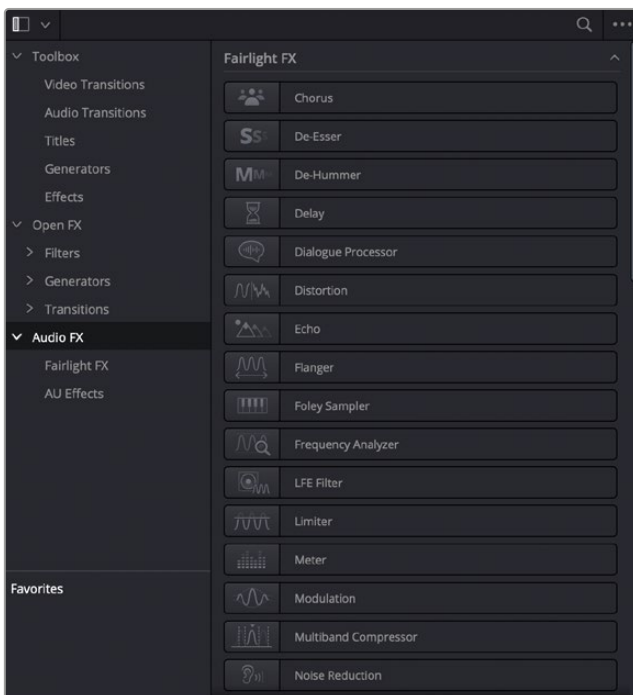 Toolbox
Video Transitions
Audio Transitions
Titles
Generators
Effects
Open FX
Filters
Generators
Transitions
Audio FX
Fairlight FX
AU Effects
Favorites
Fairlight FX
Chorus
SSS De-Esser
MM De-Hummer
Delay
Dialogue Processor
Distortion
Echo
Flanger
Foley Sampler
Frequency Analyzer
LFE Filter
Limiter
Meter
Modulation
Multiband Compressor
Noise Reduction